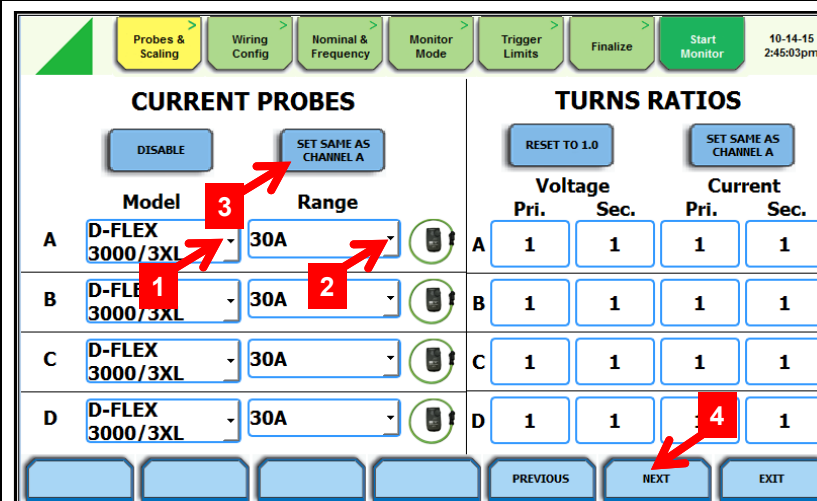 Probes & Scaling
Wiring Config
Nominal & Frequency
Monitor Mode
Trigger Limits
Finalize
Start Monitor
10-14-15
2:45:03pm
CURRENT PROBES
TURNS RATIOS
DISABLE
SET SAME AS CHANNEL A
RESET TO 1.0
SET SAME AS CHANNEL A
3
Voltage
Current
Model
Range
Pri.
Sec.
Pri.
Sec.
A
D-FLEX 3000/3XL
30A
A
1
1
1
1
1
2
B
3000/3XL
30A
B
1
1
1
1
C
D-FLEX 3000/3XL
30A
C
1
1
1
1
D
D-FLEX 3000/3XL
30A
D
1
1
1
4
PREVIOUS
NEXT
EXIT